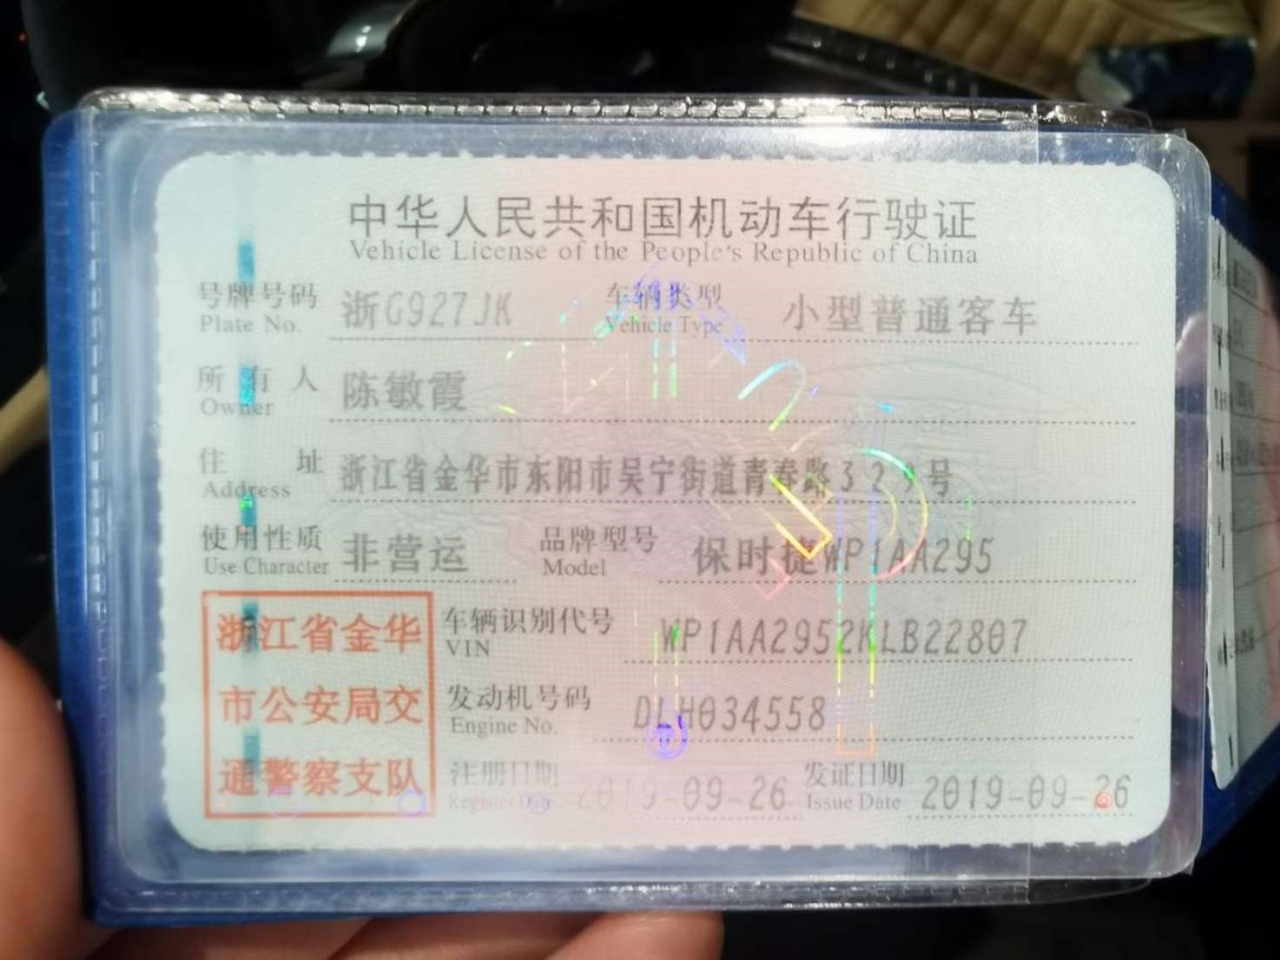 中华人民共和国机动车行驶证
Vehicle License of the People's Republic of China
号牌号码 浙G927JK 车辆类型 小型普通客车
Plate No. Vehicle Type
所有人 陈敏霞
Owner
住址 浙江省金华市东阳市吴宁街道青春路329号
Address
使用性质 非营运 品牌型号 保时捷WP1AA295
Use Character Model
浙江省金华
市公安局交
通警察支队
车辆识别代号 WP1AA2952KLB22807
VIN
发动机号码 DLH034558
Engine No.
注册日期 2019-09-26 发证日期 2019-09-26
Register Date Issue Date